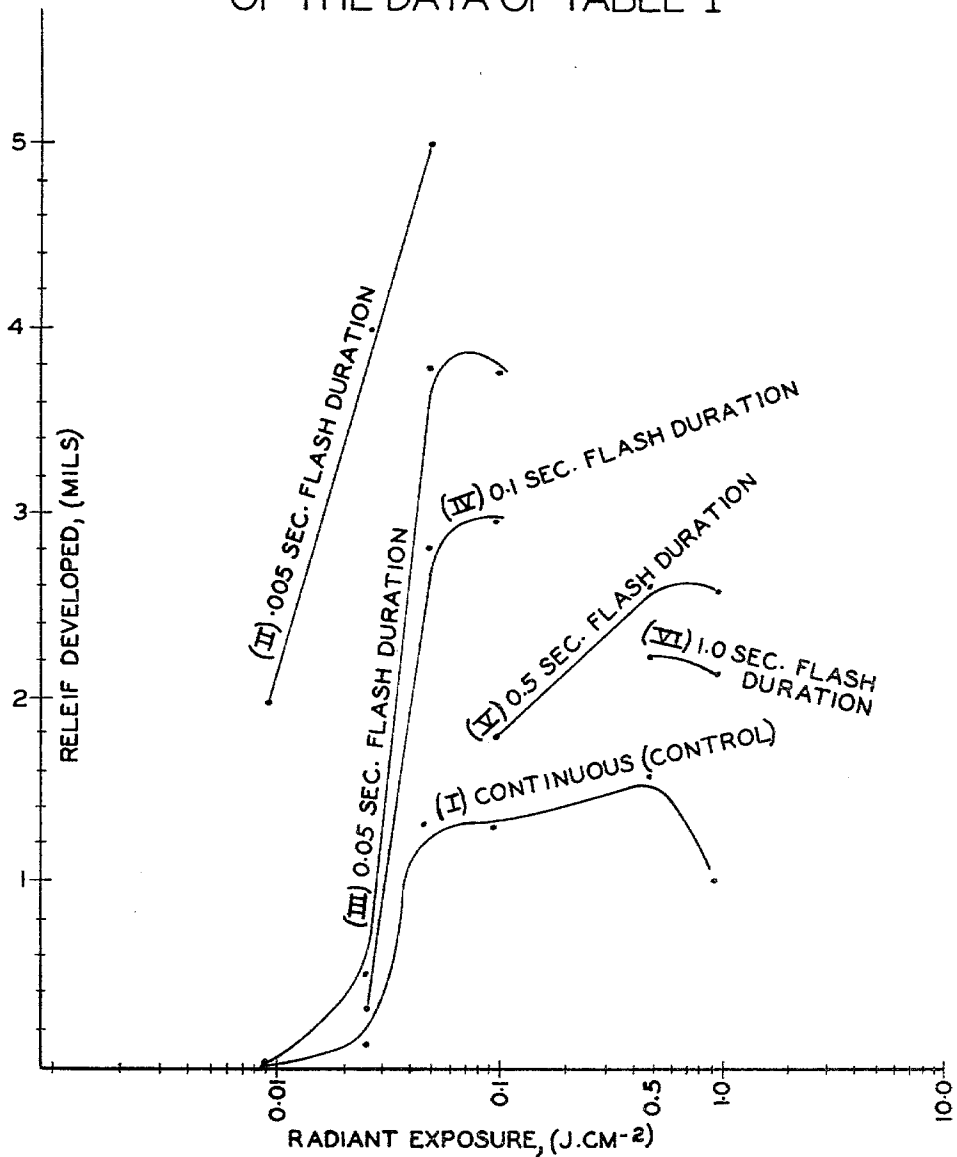 OF THE DATA OF TABLE 1
5
4
3
2
1
RELEIF DEVELOPED, (MILS)
(II) .005 SEC. FLASH DURATION
(III) 0.05 SEC. FLASH DURATION
(IV) 0.1 SEC. FLASH DURATION
(V) 0.5 SEC. FLASH DURATION
(VI) 1.0 SEC. FLASH
DURATION
(I) CONTINUOUS (CONTROL)
0.01
0.1
0.5
1.0
10.0
RADIANT EXPOSURE, (J.CM-2)